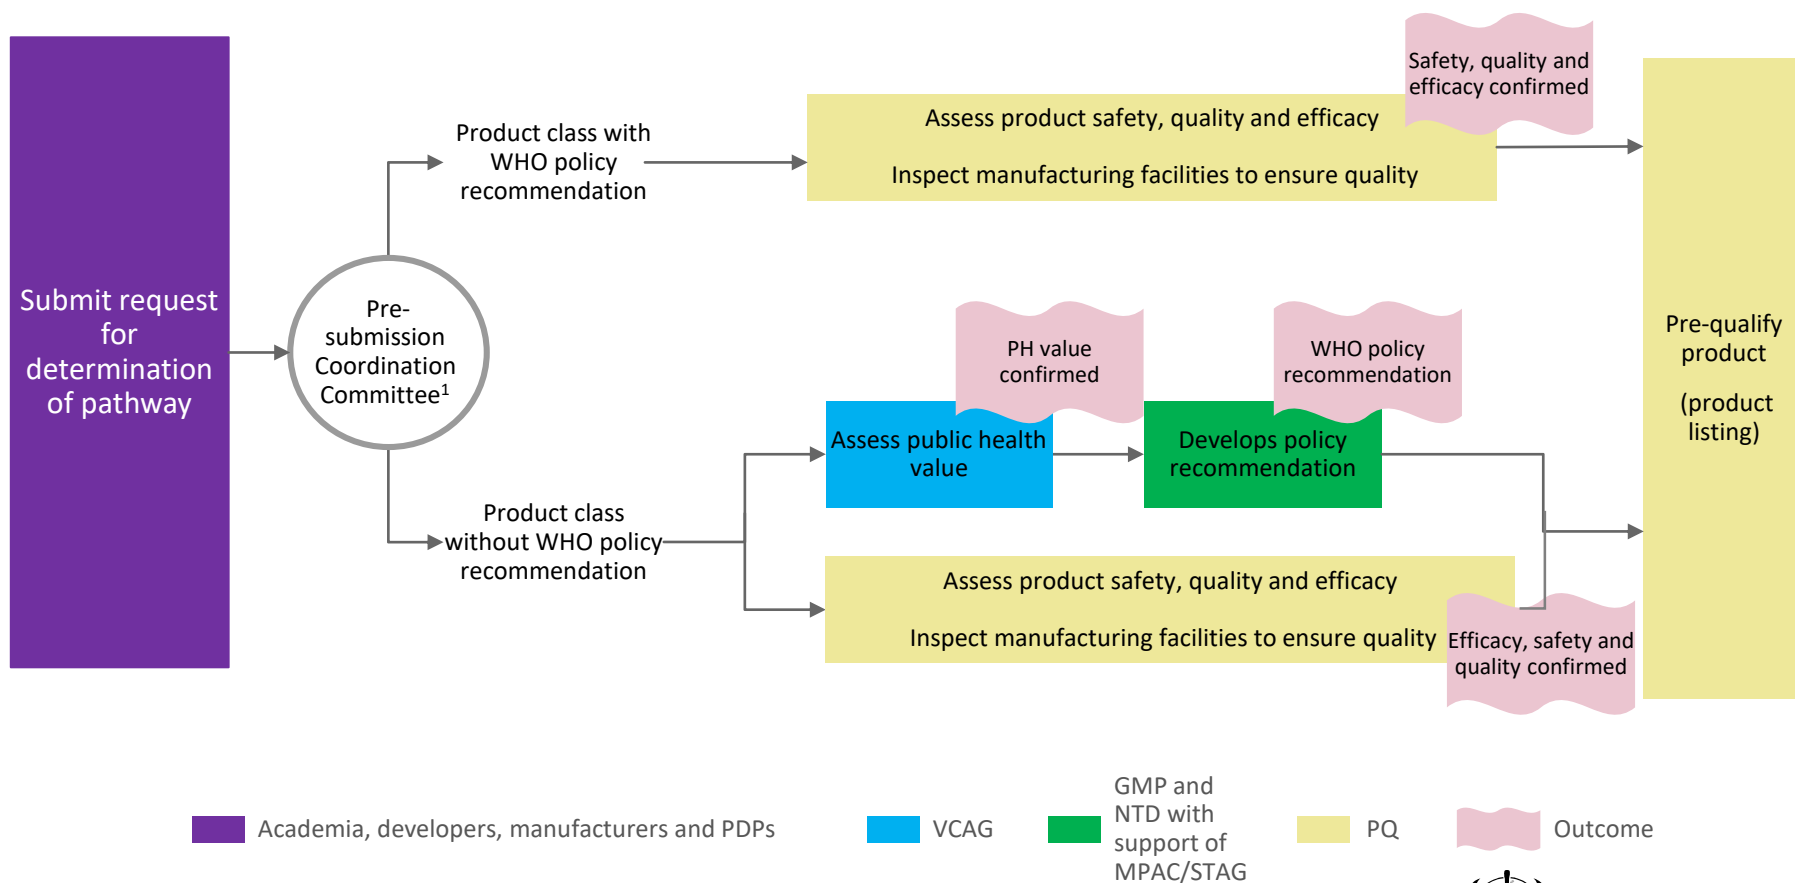 Submit request
for
determination
of pathway
Pre-
submission
Coordination
Committee1
Product class with
WHO policy
recommendation
Assess product safety, quality and efficacy
Inspect manufacturing facilities to ensure quality
Safety, quality and
efficacy confirmed
Product class
without WHO policy
recommendation
PH value
confirmed
Assess public health
value
WHO policy
recommendation
Develops policy
recommendation
Assess product safety, quality and efficacy
Inspect manufacturing facilities to ensure quality
Efficacy, safety and
quality confirmed
Pre-qualify
product
(product
listing)
Academia, developers, manufacturers and PDPs
VCAG
GMP and
NTD with
support of
MPAC/STAG
PQ
Outcome